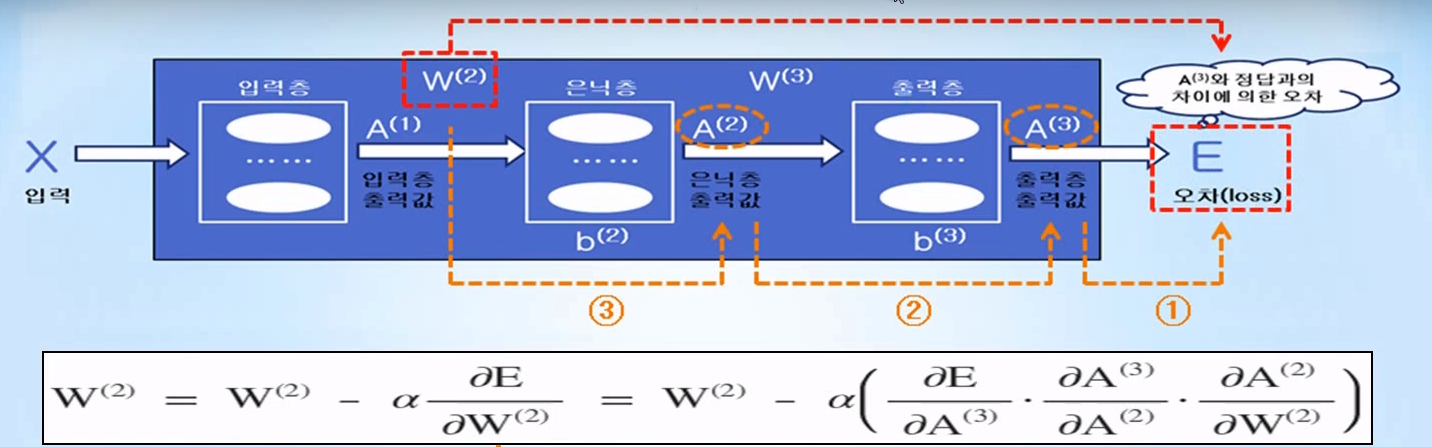 W(2)
입력층
은닉층
W(3)
출력층
A(3)와 정답과의
차이에 의한 오차
X
입력
......
A(1)
입력층
출력값
......
b(2)
A(2)
은닉층
출력값
......
b(3)
A(3)
출력층
출력값
E
오차(loss)
③
②
①
W(2) = W(2) - α ∂E/∂W(2) = W(2) - α( ∂E/∂A(3) · ∂A(3)/∂A(2) · ∂A(2)/∂W(2) )